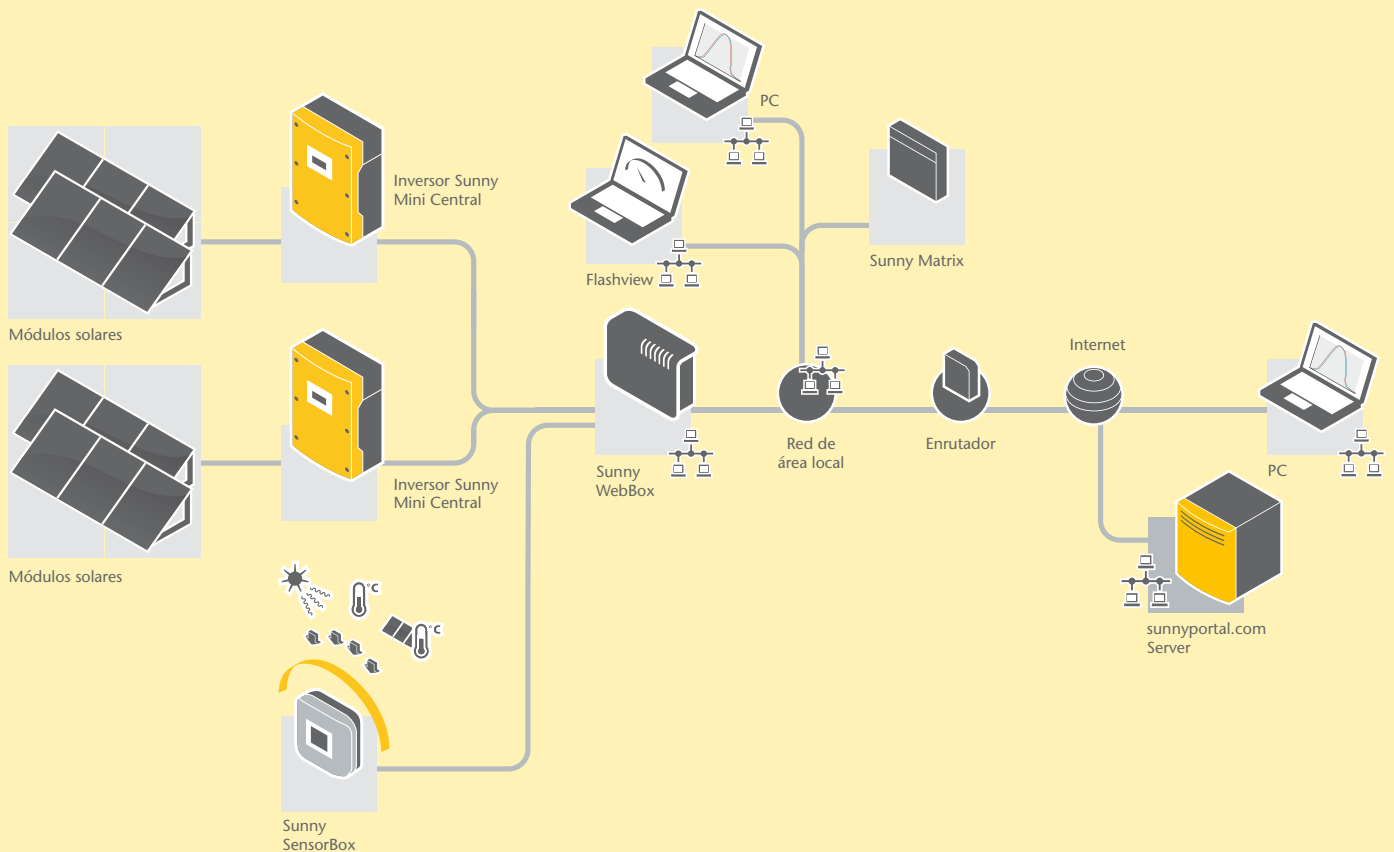 PC
Inversor Sunny
Mini Central
Flashview
Sunny Matrix
Módulos solares
Internet
Red de
área local
Enrutador
Sunny
WebBox
PC
Inversor Sunny
Mini Central
Módulos solares
°C
°C
sunnyportal.com
Server
Sunny
SensorBox